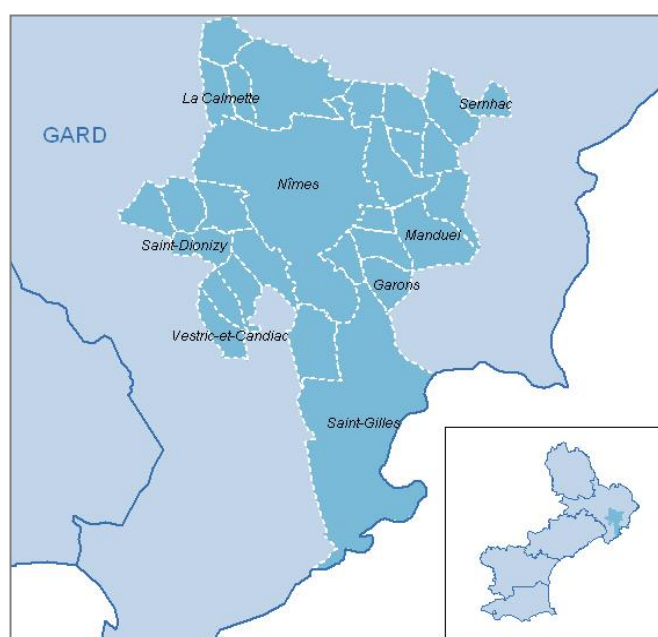 La Calmette
Sernhac
GARD
Nîmes
Saint-Dionizy
Manduel
Garons
Vestric-et-Candiac
Saint-Gilles